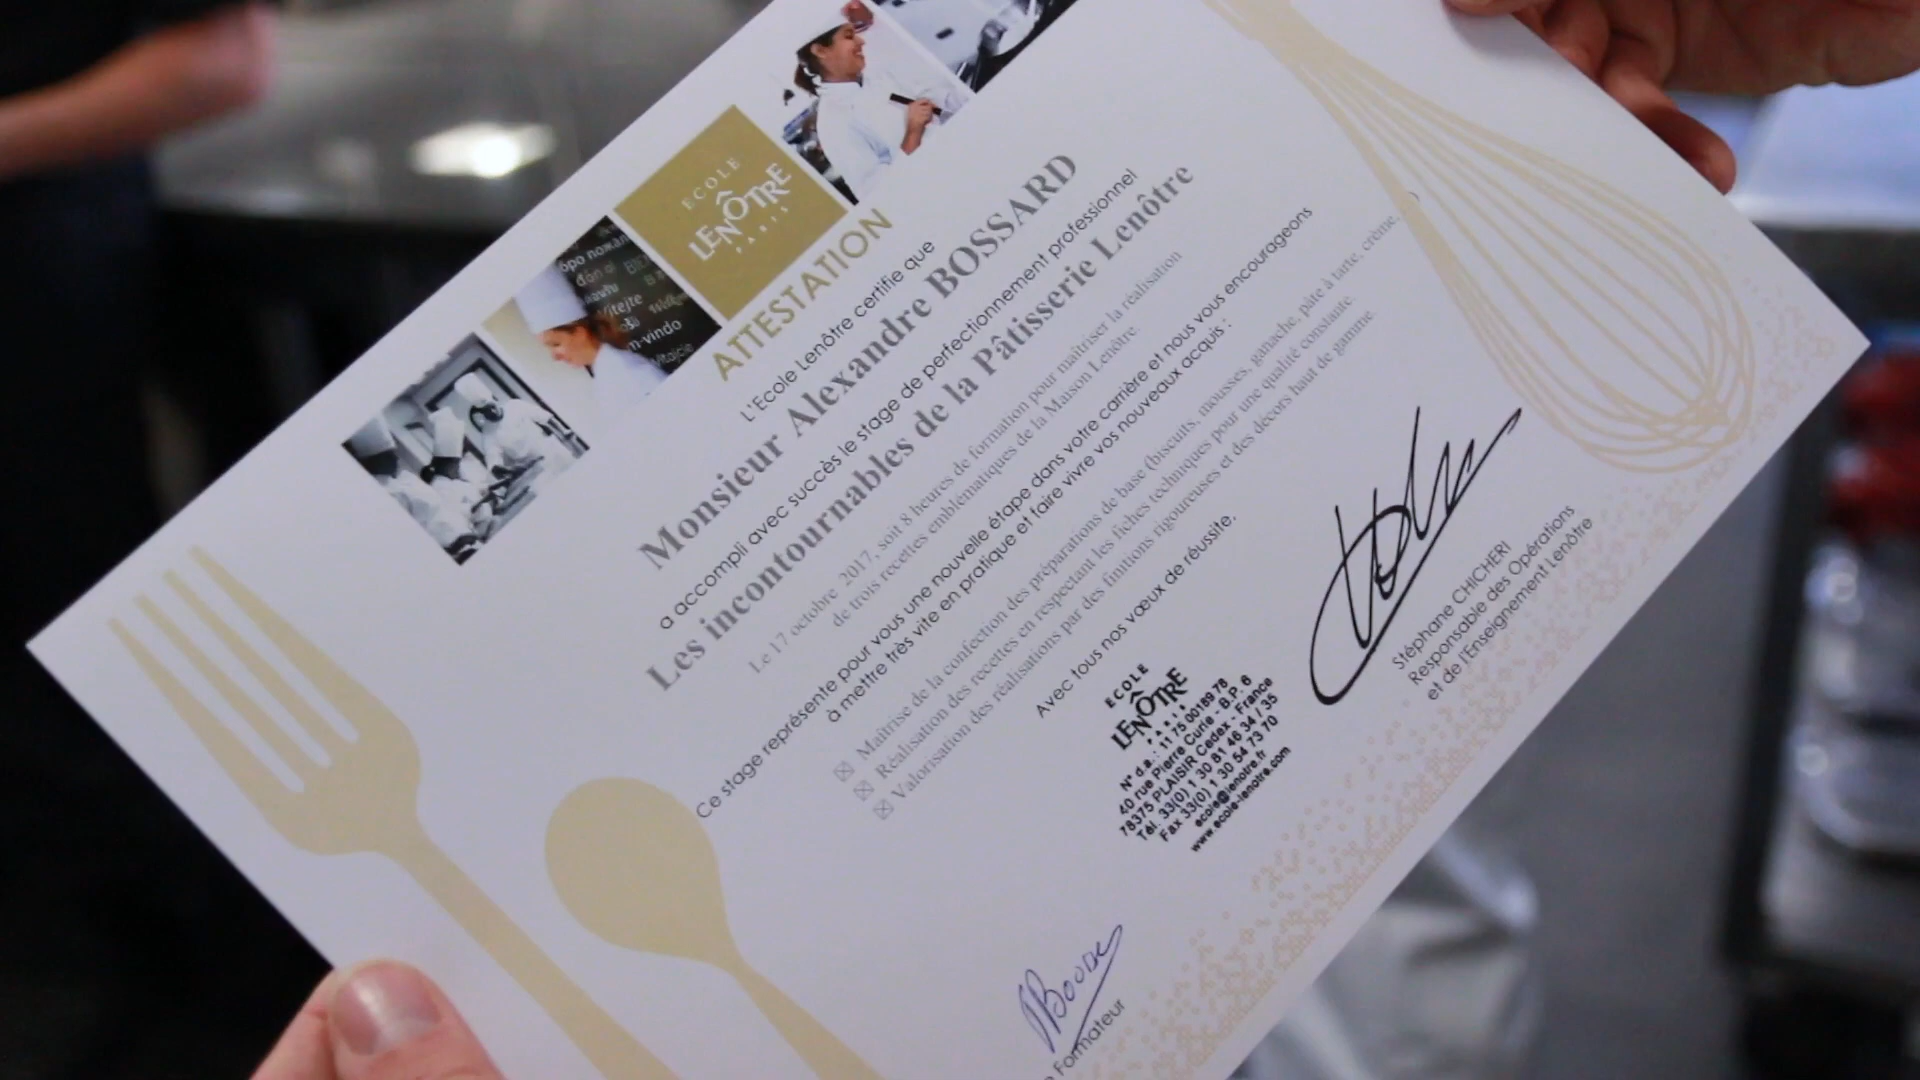 ECOLE
LENÔTRE
PARIS
ATTESTATION
L'Ecole Lenôtre certifie que
Monsieur Alexandre BOSSARD
a accompli avec succès le stage de perfectionnement professionnel
Les incontournables de la Pâtisserie Lenôtre
Le 17 octobre 2017, soit 8 heures de formation pour maîtriser la réalisation
de trois recettes emblématiques de la Maison Lenôtre.
Ce stage représente pour vous une nouvelle étape dans votre carrière et nous vous encourageons
à mettre très vite en pratique et faire vivre vos nouveaux acquis :
☒ Maîtrise de la confection des préparations de base (biscuits, mousses, ganache, pâte à tarte, crème
☒ Réalisation des recettes en respectant les fiches techniques pour une qualité constante.
☒ Valorisation des réalisations par des finitions rigoureuses et des décors haut de gamme.
Avec tous nos vœux de réussite.
ECOLE
LENÔTRE
PARIS
N° d.a.: 11 75 00189 78
40 rue Pierre Curie - B.P. 6
78375 PLAISIR Cedex - France
Tél. 33(0) 1 30 81 46 34 / 35
Fax 33(0) 1 30 54 73 70
ecole@lenotre.fr
www.ecole-lenotre.com
Stéphane CHICHERI
Responsable des Opérations
et de l'Enseignement Lenôtre
Formateur
vindo
Vitejte